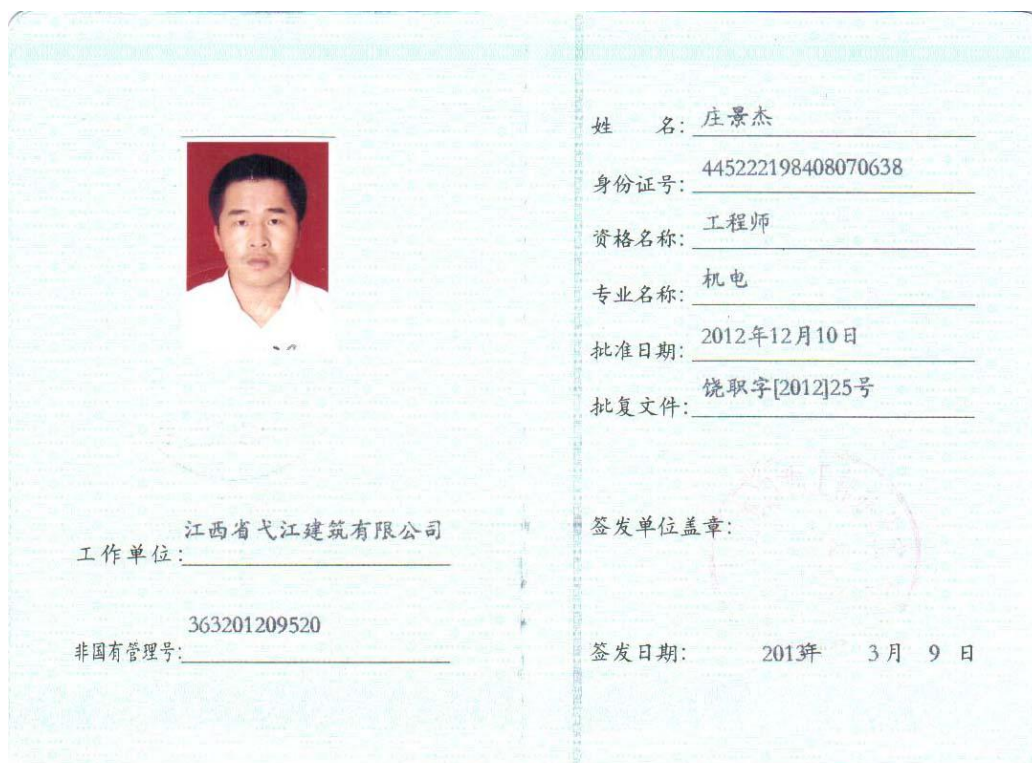 工作单位: 江西省弋江建筑有限公司
非国有管理号: 363201209520
姓 名: 庄景杰
身份证号: 445222198408070638
资格名称: 工程师
专业名称: 机电
批准日期: 2012年12月10日
批复文件: 饶职字[2012]25号
签发单位盖章:
签发日期: 2013年 3月 9 日